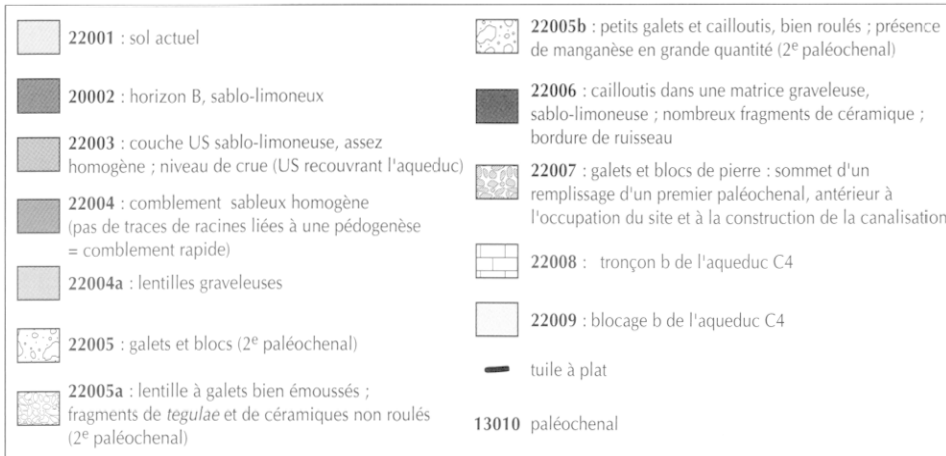 22001 : sol actuel
20002 : horizon B, sablo-limoneux
22003 : couche US sablo-limoneuse, assez
homogène ; niveau de crue (US recouvrant l'aqueduc)
22004 : comblement sableux homogène
(pas de traces de racines liées à une pédogenèse
= comblement rapide)
22004a : lentilles graveleuses
22005 : galets et blocs (2e paléochenal)
22005a : lentille à galets bien émoussés ;
fragments de tegulae et de céramiques non roulés
(2e paléochenal)
22005b : petits galets et cailloutis, bien roulés ; présence
de manganèse en grande quantité (2e paléochenal)
22006 : cailloutis dans une matrice graveleuse,
sablo-limoneuse ; nombreux fragments de céramique ;
bordure de ruisseau
22007 : galets et blocs de pierre : sommet d'un
remplissage d'un premier paléochenal, antérieur à
l'occupation du site et à la construction de la canalisation
22008 : tronçon b de l'aqueduc C4
22009 : blocage b de l'aqueduc C4
tuile à plat
13010 paléochenal